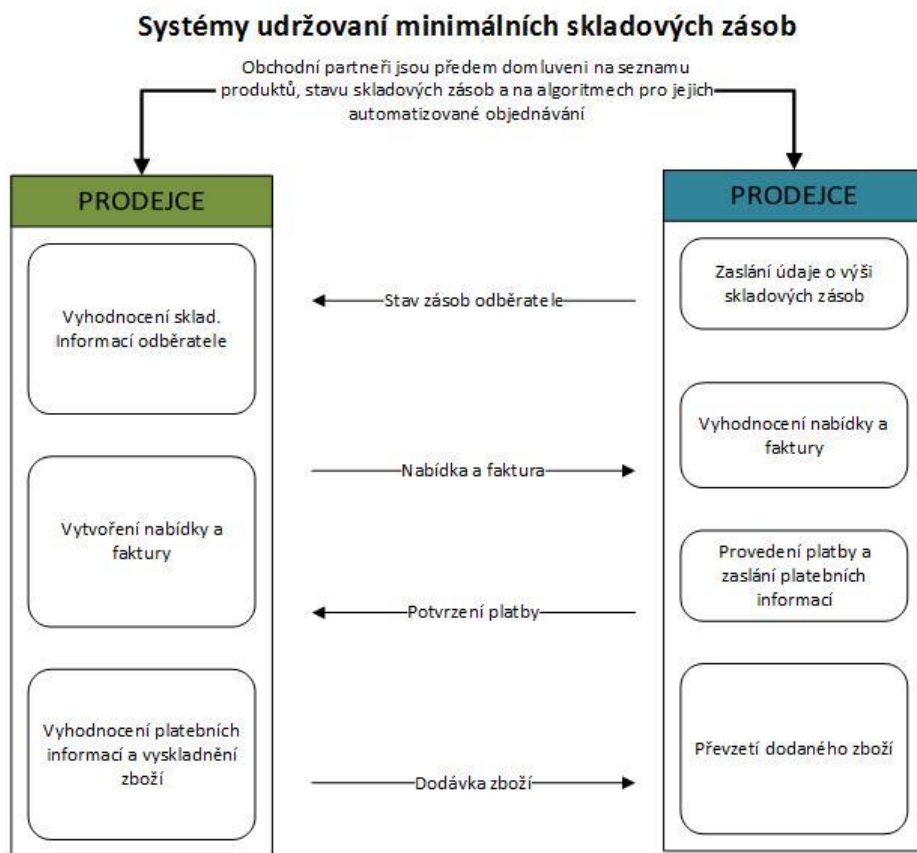 Systémy udržovaní minimálních skladových zásob
Obchodní partneři jsou předem domluveni na seznamu
produktů, stavu skladových zásob a na algoritmech pro jejich
automatizované objednávání
PRODEJCE
Vyhodnocení sklad.
Informací odběratele
Vytvoření nabídky a
faktury
Vyhodnocení platebních
informací a vyskladnění
zboží
Stav zásob odběratele
Nabídka a faktura
Potvrzení platby
Dodávka zboží
PRODEJCE
Zaslání údaje o výši
skladových zásob
Vyhodnocení nabídky a
faktury
Provedení platby a
zaslání platebních
informací
Převzetí dodaného zboží